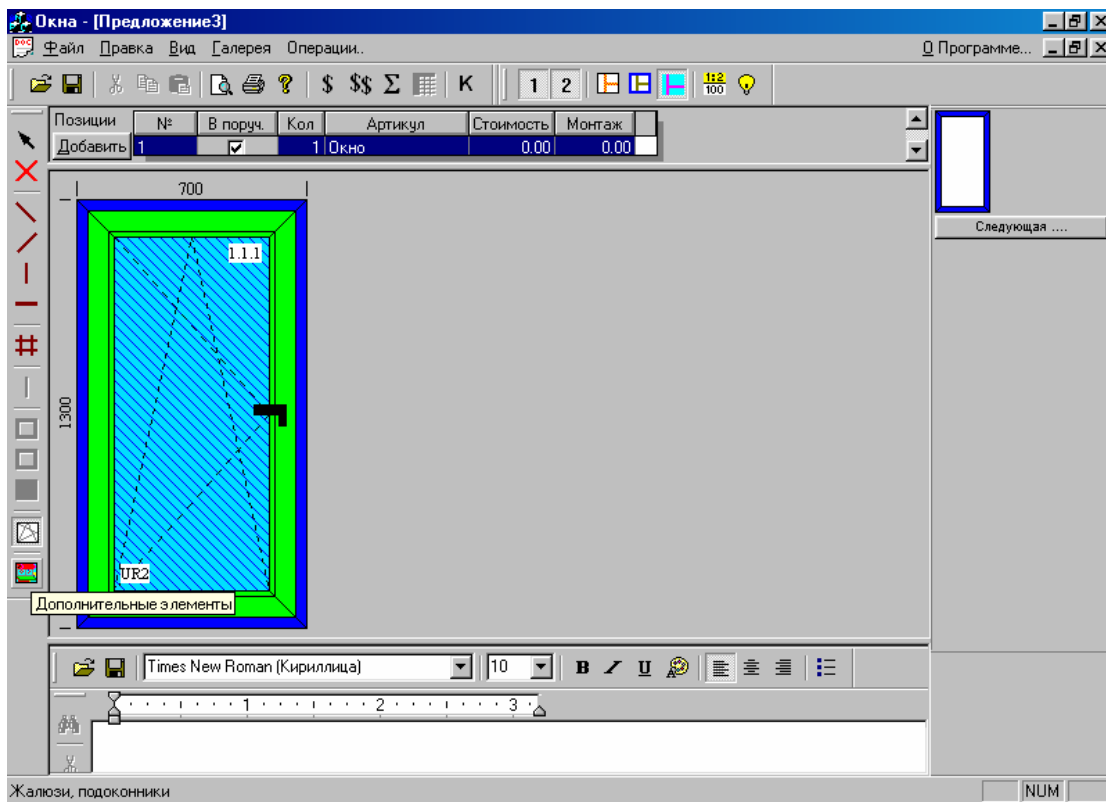 Окна - [Предложение3]
Файл Правка Вид Галерея Операции.. О Программе...
$ $$ Σ K 1 2 1:2 100
Позиции № В поруч. Кол Артикул Стоимость Монтаж
Добавить 1 1 Окно 0.00 0.00
Следующая ....
700
1.1.1
1300
UR2
Дополнительные элементы
Times New Roman (Кириллица) 10 B I U
1 2 3
Жалюзи, подоконники NUM